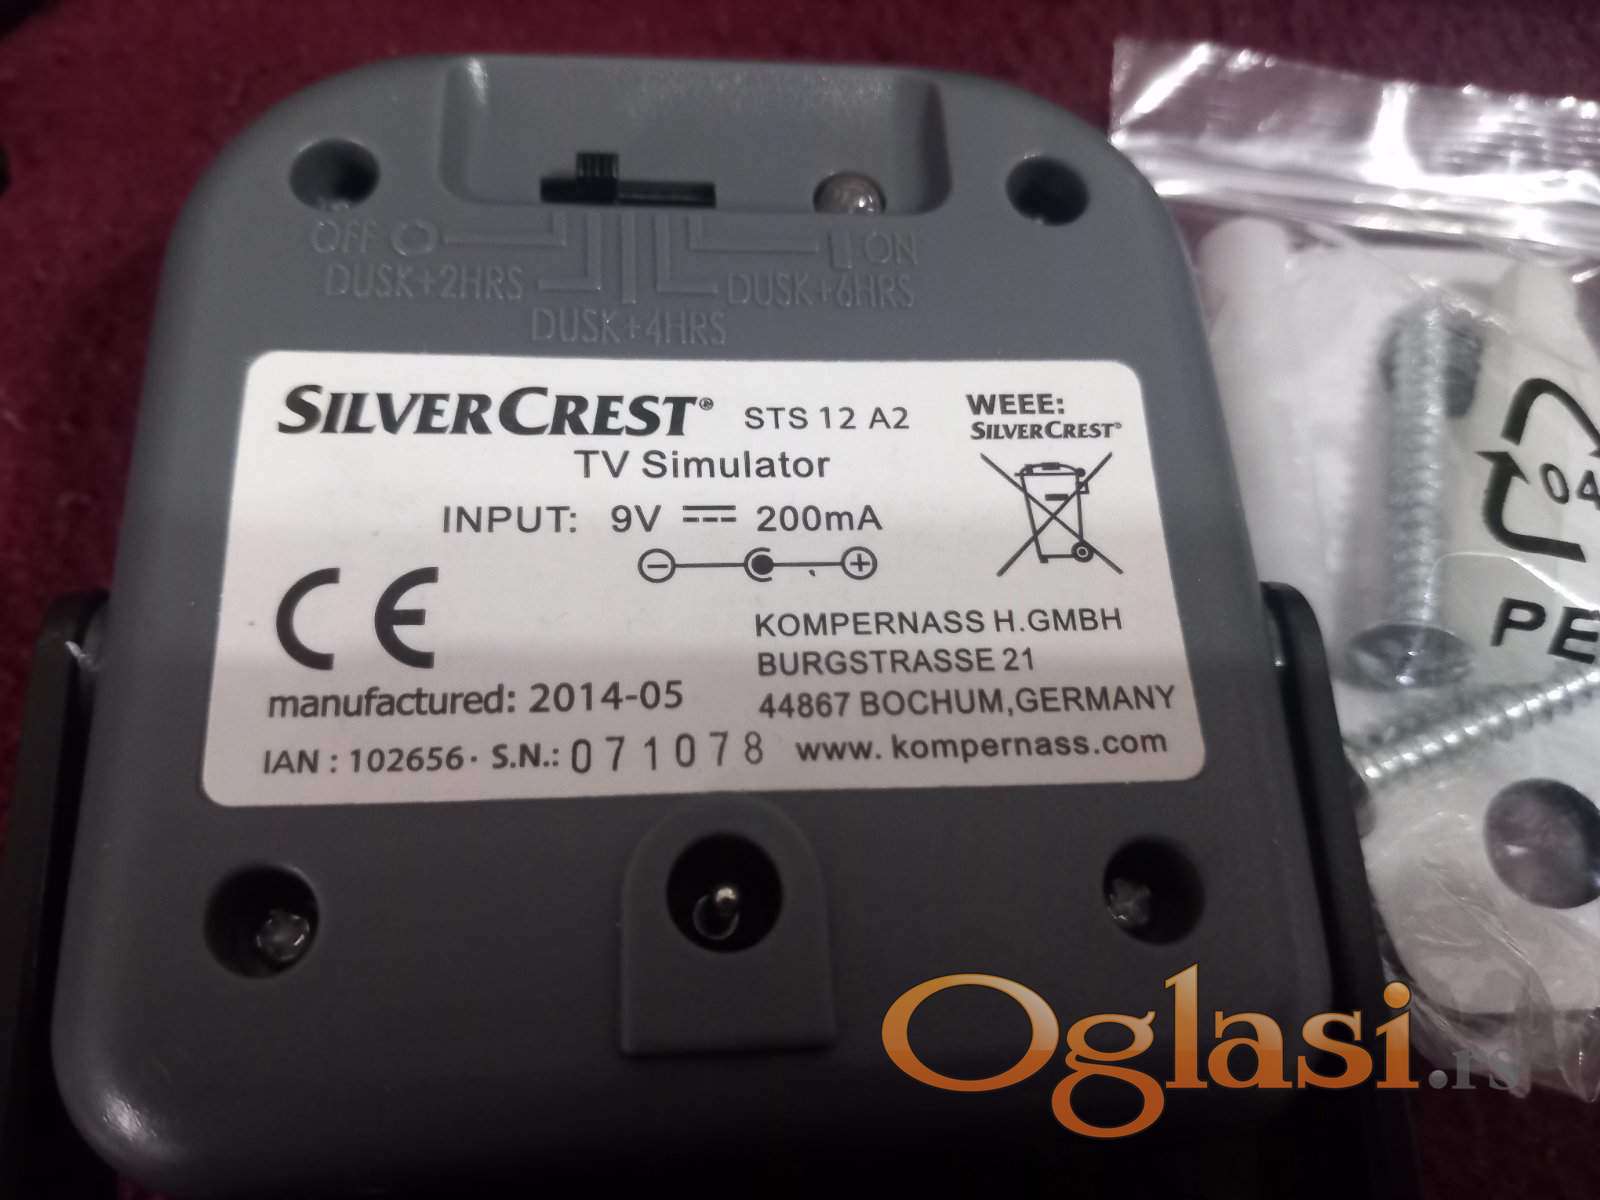 OFF ON
DUSK+2HRS DUSK+6HRS
DUSK+4HRS
SILVERCREST® STS 12 A2
TV Simulator
INPUT: 9V 200mA
WEEE:
SILVERCREST®
CE
KOMPERNASS H.GMBH
BURGSTRASSE 21
44867 BOCHUM,GERMANY
www. kompernass.com
manufactured: 2014-05
IAN : 102656· S.N.: 071078
04
PE
Oglasi.rs